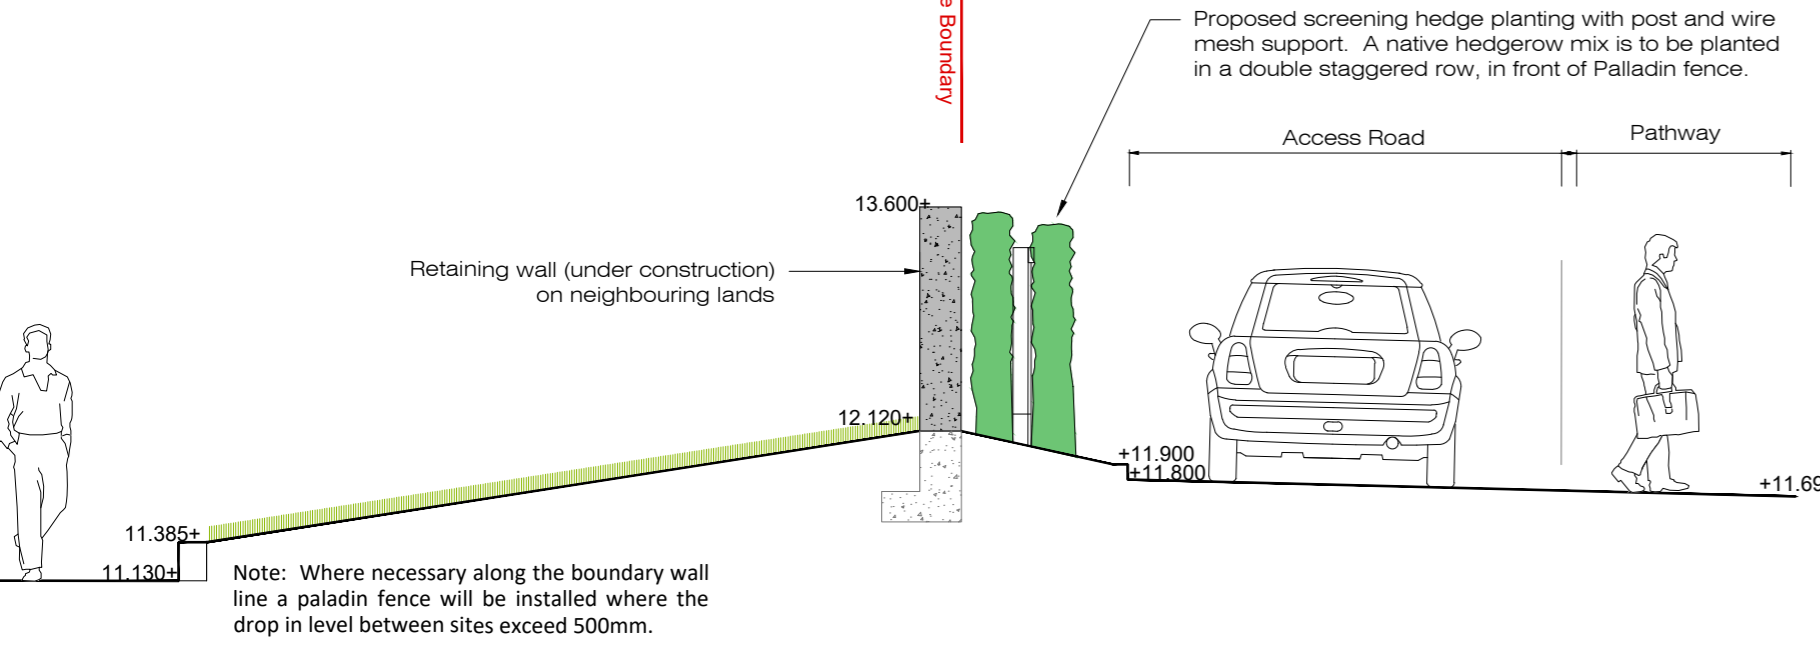 Proposed screening hedge planting with post and wire
mesh support. A native hedgerow mix is to be planted
in a double staggered row, in front of Palladin fence.
e Boundary
Access Road
Pathway
13.600+
Retaining wall (under construction)
on neighbouring lands
12.120+
+11.900
+11.800
+11.69
11.385+
11.130+
Note: Where necessary along the boundary wall
line a paladin fence will be installed where the
drop in level between sites exceed 500mm.